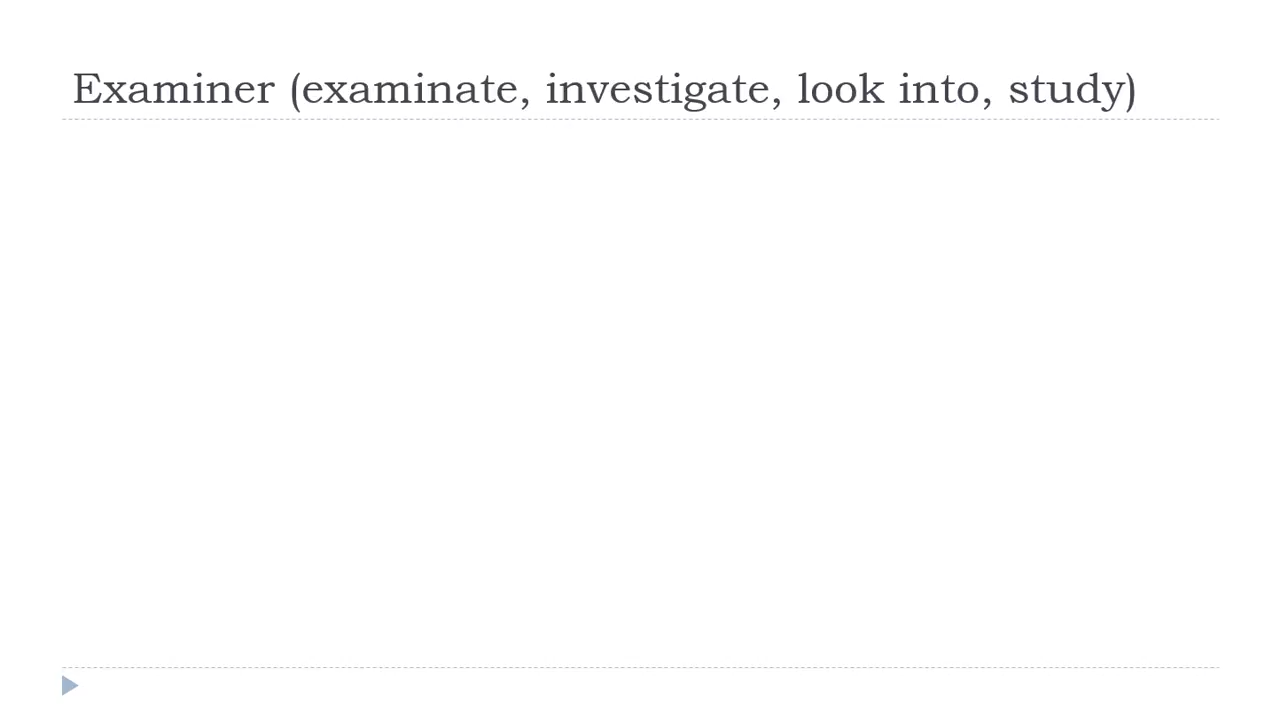 Examiner (examinate, investigate, look into, study)